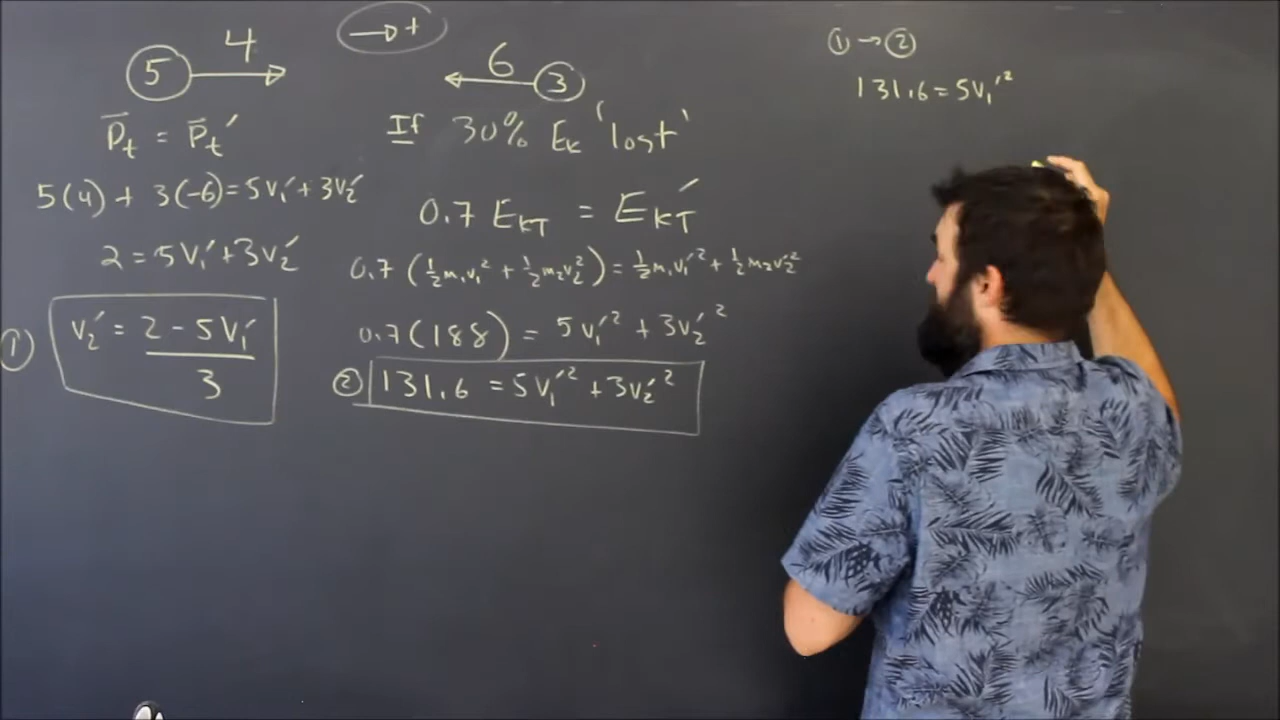 → +
5 4 →
← 6 3
P⃗ₜ = P⃗ₜ′
5(4) + 3(-6) = 5v₁′ + 3v₂′
2 = 5v₁′ + 3v₂′
① v₂′ = (2 - 5v₁′)/3
If 30% Eₖ 'lost'
0.7 E_KT = E_KT′
0.7 (½m₁v₁² + ½m₂v₂²) = ½m₁v₁′² + ½m₂v₂′²
0.7(188) = 5v₁′² + 3v₂′²
② 131.6 = 5v₁′² + 3v₂′²
① → ②
131.6 = 5v₁′²